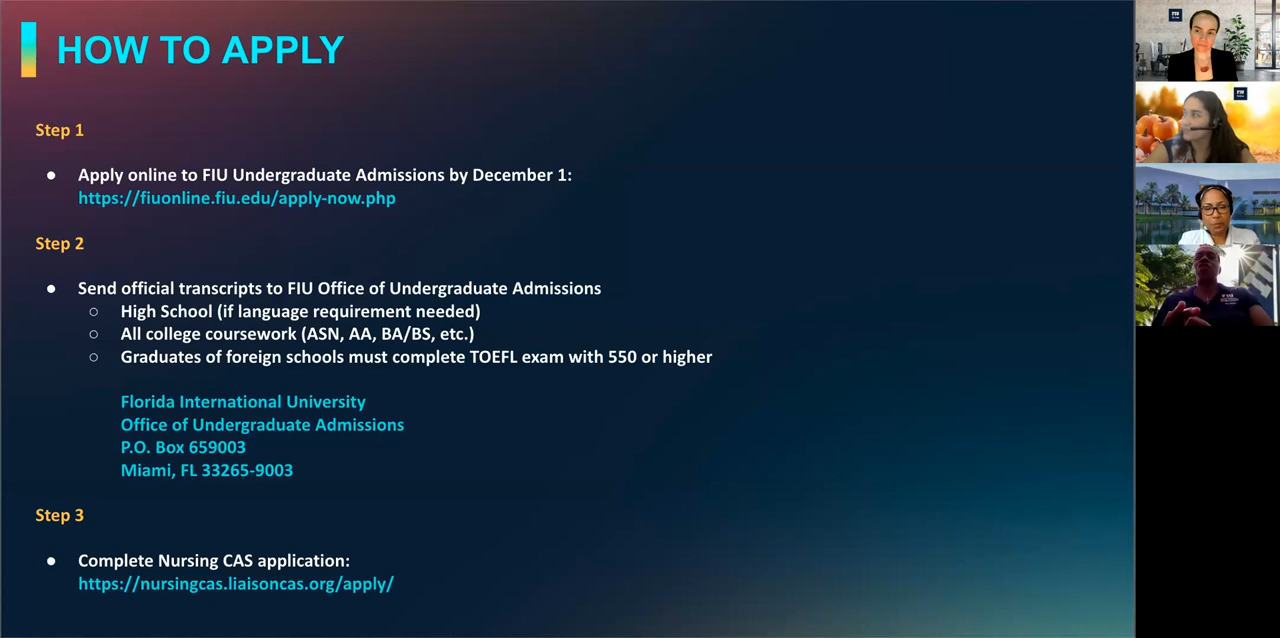 HOW TO APPLY
Step 1
● Apply online to FIU Undergraduate Admissions by December 1:
https://fiuonline.fiu.edu/apply-now.php
Step 2
● Send official transcripts to FIU Office of Undergraduate Admissions
○ High School (if language requirement needed)
○ All college coursework (ASN, AA, BA/BS, etc.)
○ Graduates of foreign schools must complete TOEFL exam with 550 or higher
Florida International University
Office of Undergraduate Admissions
P.O. Box 659003
Miami, FL 33265-9003
Step 3
● Complete Nursing CAS application:
https://nursingcas.liaisoncas.org/apply/
FIU
FIU